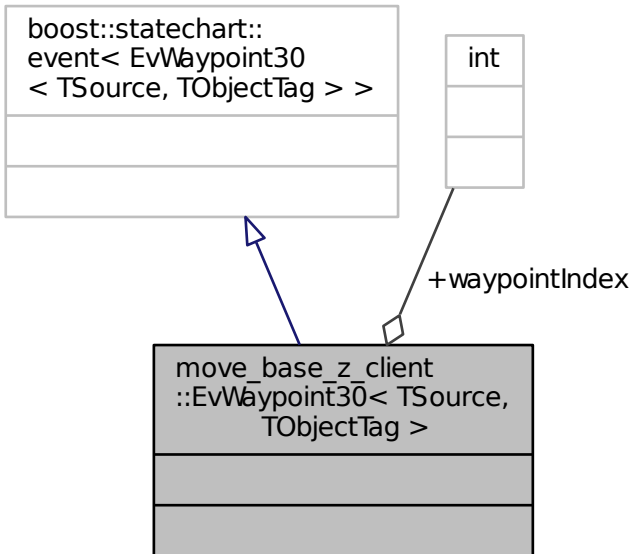 boost::statechart::
event< EvWaypoint30
< TSource, TObjectTag > >
int
+waypointIndex
move_base_z_client
::EvWaypoint30< TSource,
TObjectTag >